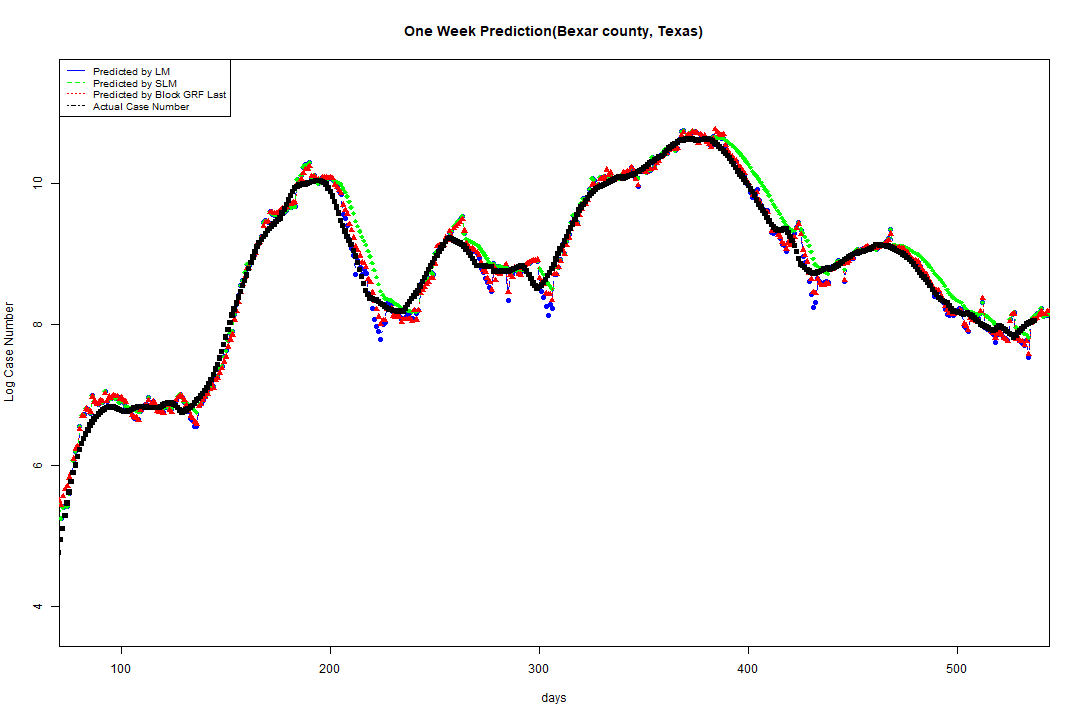 One Week Prediction(Bexar county, Texas)
Predicted by LM
Predicted by SLM
Predicted by Block GRF Last
Actual Case Number
10
8
6
4
Log Case Number
100 200 300 400 500
days